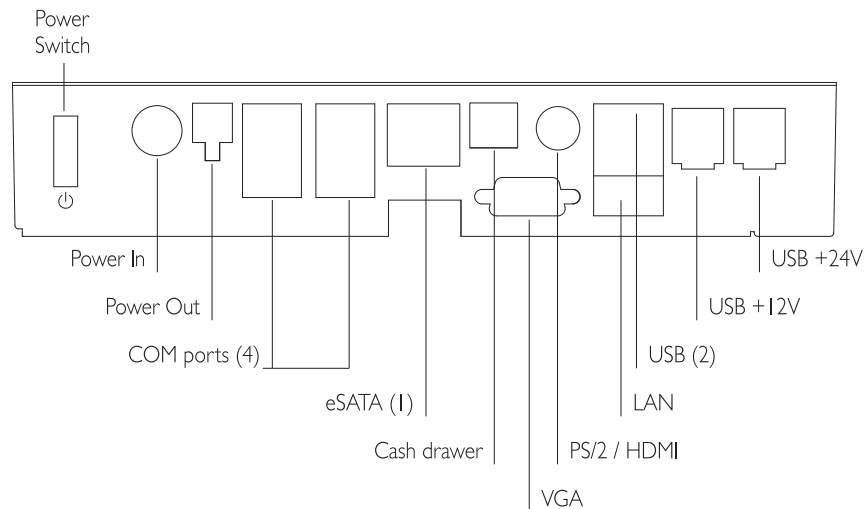 Power
Switch
Power In
USB +24V
Power Out
USB +12V
COM ports (4)
USB (2)
eSATA (1)
LAN
Cash drawer
PS/2 / HDMI
VGA